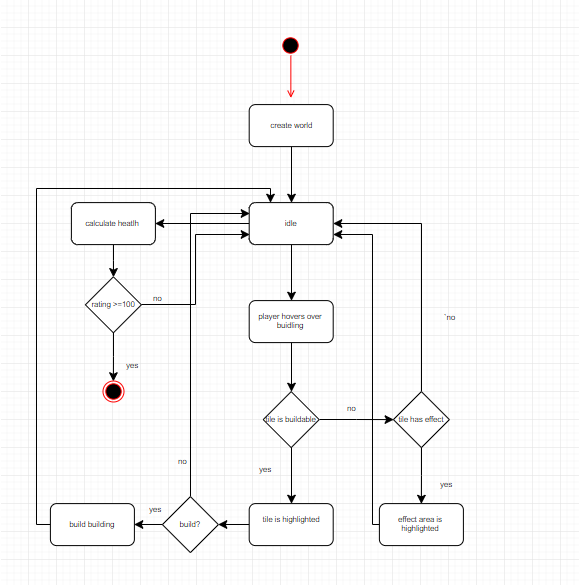 create world
calculate heatlh
idle
rating >=100
no
player hovers over
buidling
`no
yes
tile is buildable
no
tile has effect
no
yes
yes
build building
yes
build?
tile is highlighted
effect area is
highlighted